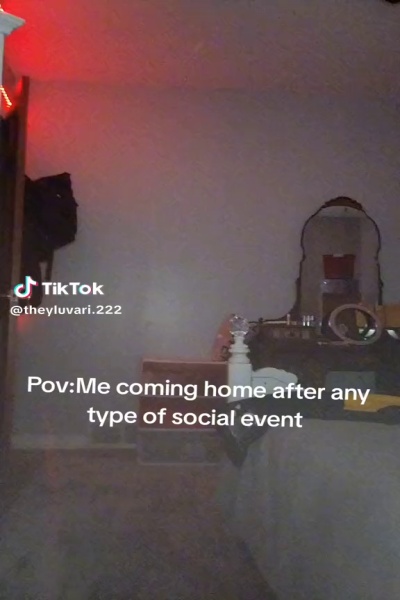 TikTok
@theyluvari.222
Pov:Me coming home after any
type of social event